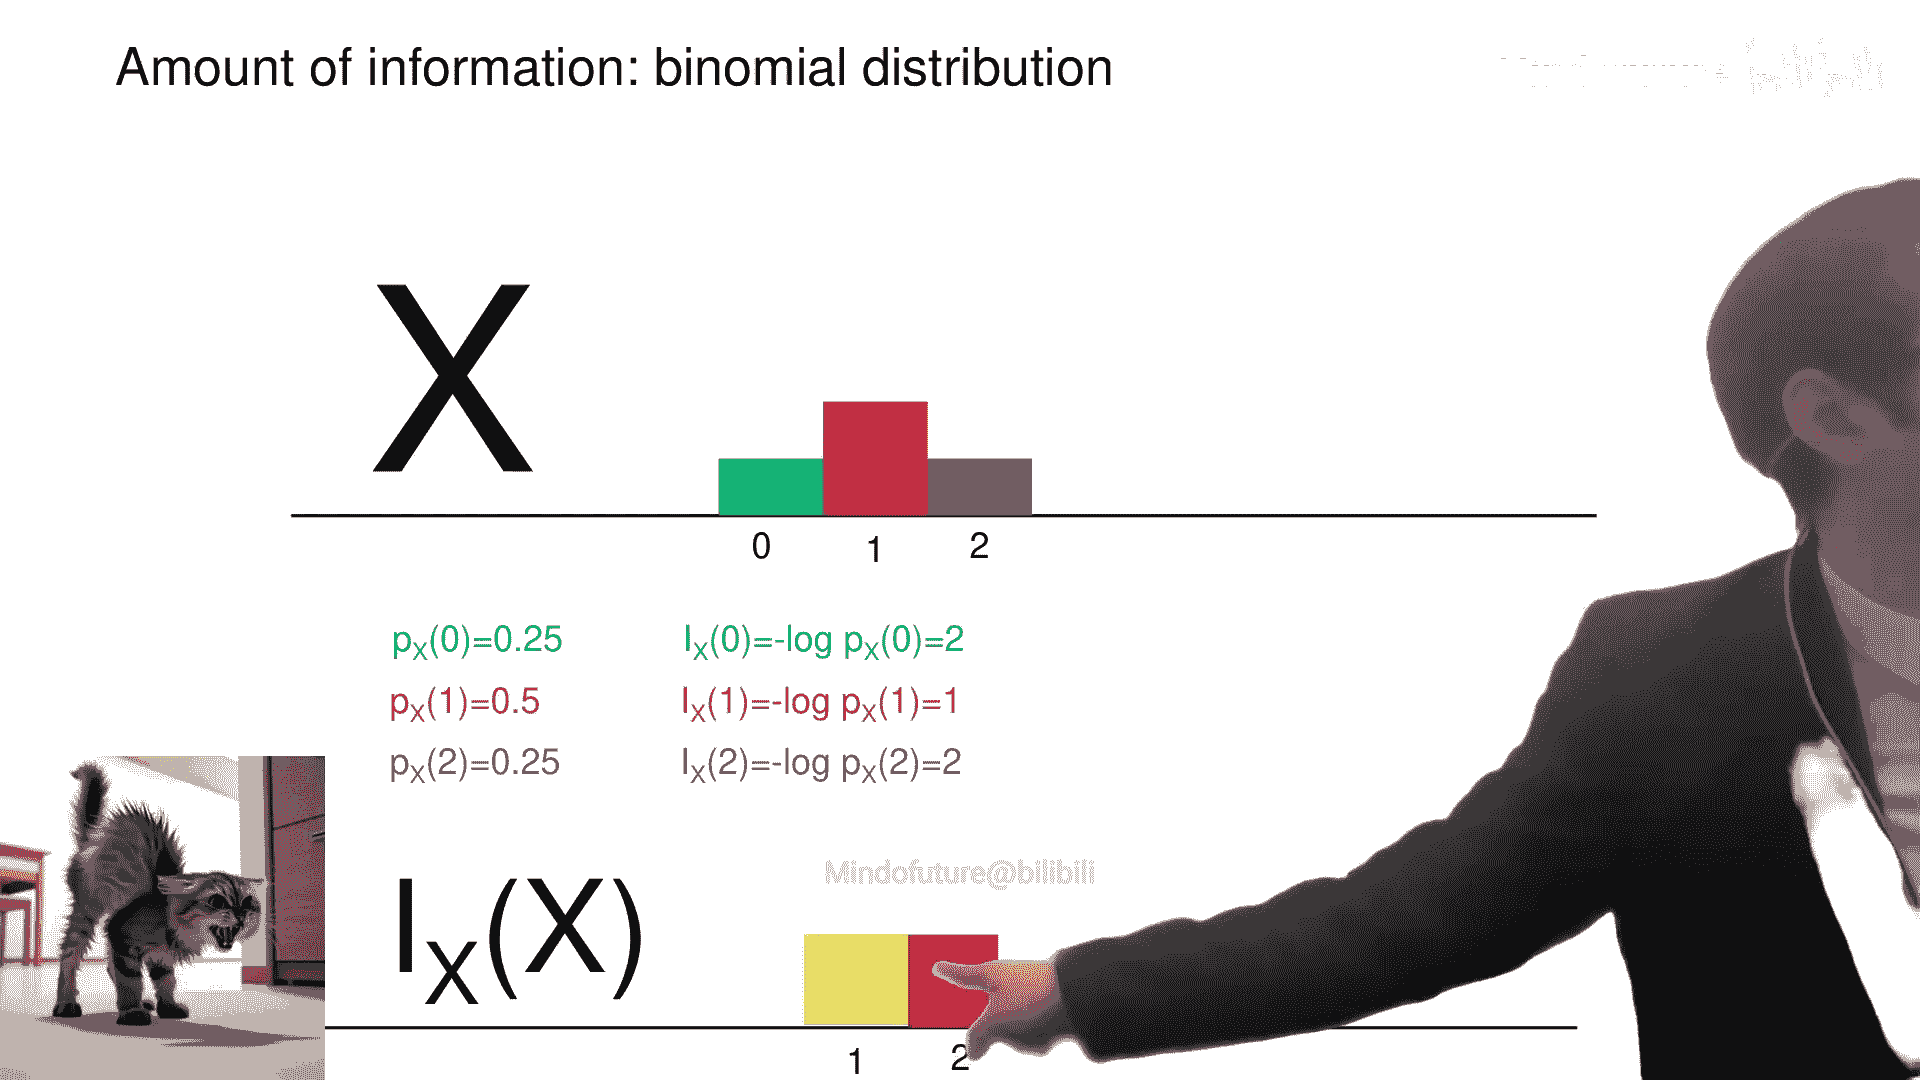 Amount of information: binomial distribution
X
0 1 2
pX(0)=0.25 IX(0)=-log pX(0)=2
pX(1)=0.5 IX(1)=-log pX(1)=1
pX(2)=0.25 IX(2)=-log pX(2)=2
Mindofuture@bilibili
IX(X)
1 2